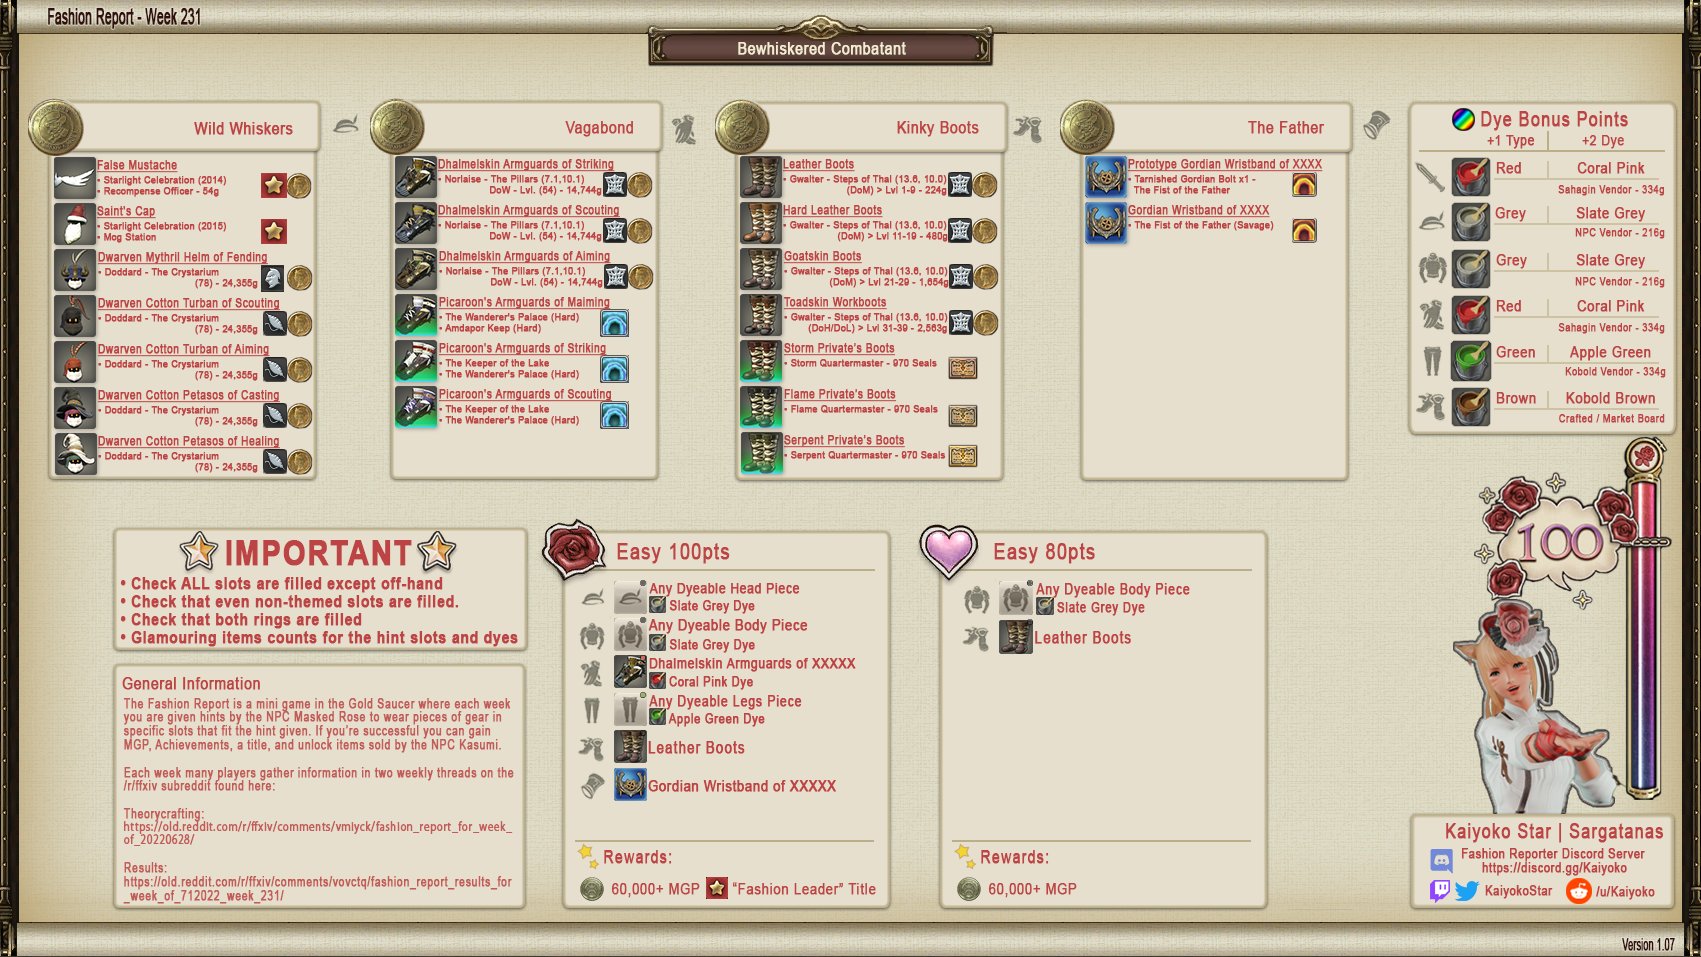 Fashion Report - Week 231
Bewhiskered Combatant
Wild Whiskers
False Mustache
• Starlight Celebration (2014)
• Recompense Officer - 54g
Saint's Cap
• Starlight Celebration (2015)
• Mog Station
Dwarven Mythril Helm of Fending
• Doddard - The Crystarium
(78) - 24,355g
Dwarven Cotton Turban of Scouting
• Doddard - The Crystarium
(78) - 24,355g
Dwarven Cotton Turban of Aiming
• Doddard - The Crystarium
(78) - 24,355g
Dwarven Cotton Petasos of Casting
• Doddard - The Crystarium
(78) - 24,355g
Dwarven Cotton Petasos of Healing
• Doddard - The Crystarium
(78) - 24,355g
Vagabond
Dhalmelskin Armguards of Striking
• Norlaise - The Pillars (7.1,10.1)
DoW - Lvl. (54) - 14,744g
Dhalmelskin Armguards of Scouting
• Norlaise - The Pillars (7.1,10.1)
DoW - Lvl. (54) - 14,744g
Dhalmelskin Armguards of Aiming
• Norlaise - The Pillars (7.1,10.1)
DoW - Lvl. (54) - 14,744g
Picaroon's Armguards of Maiming
• The Wanderer's Palace (Hard)
• Amdapor Keep (Hard)
Picaroon's Armguards of Striking
• The Keeper of the Lake
• The Wanderer's Palace (Hard)
Picaroon's Armguards of Scouting
• The Keeper of the Lake
• The Wanderer's Palace (Hard)
Kinky Boots
Leather Boots
• Gwalter - Steps of Thal (13.6, 10.0)
(DoM) > Lvl 1-9 - 224g
Hard Leather Boots
• Gwalter - Steps of Thal (13.6, 10.0)
(DoM) > Lvl 11-19 - 480g
Goatskin Boots
• Gwalter - Steps of Thal (13.6, 10.0)
(DoM) > Lvl 21-29 - 1,654g
Toadskin Workboots
• Gwalter - Steps of Thal (13.6, 10.0)
(DoH/DoL) > Lvl 31-39 - 2,563g
Storm Private's Boots
• Storm Quartermaster - 970 Seals
Flame Private's Boots
• Flame Quartermaster - 970 Seals
Serpent Private's Boots
• Serpent Quartermaster - 970 Seals
The Father
Prototype Gordian Wristband of XXXX
• Tarnished Gordian Bolt x1 -
The Fist of the Father
Gordian Wristband of XXXX
• The Fist of the Father (Savage)
Dye Bonus Points
+1 Type +2 Dye
Red Coral Pink
Sahagin Vendor - 334g
Grey Slate Grey
NPC Vendor - 216g
Grey Slate Grey
NPC Vendor - 216g
Red Coral Pink
Sahagin Vendor - 334g
Green Apple Green
Kobold Vendor - 334g
Brown Kobold Brown
Crafted / Market Board
IMPORTANT
• Check ALL slots are filled except off-hand
• Check that even non-themed slots are filled.
• Check that both rings are filled
• Glamouring items counts for the hint slots and dyes
General Information
The Fashion Report is a mini game in the Gold Saucer where each week
you are given hints by the NPC Masked Rose to wear pieces of gear in
specific slots that fit the hint given. If you're successful you can gain
MGP, Achievements, a title, and unlock items sold by the NPC Kasumi.
Each week many players gather information in two weekly threads on the
/r/ffxiv subreddit found here:
Theorycrafting:
https://old.reddit.com/r/ffxiv/comments/vmiyck/fashion_report_for_week_
of_20220628/
Results:
https://old.reddit.com/r/ffxiv/comments/vovctq/fashion_report_results_for
_week_of_712022_week_231/
Easy 100pts
Any Dyeable Head Piece
Slate Grey Dye
Any Dyeable Body Piece
Slate Grey Dye
Dhalmelskin Armguards of XXXXX
Coral Pink Dye
Any Dyeable Legs Piece
Apple Green Dye
Leather Boots
Gordian Wristband of XXXXX
Rewards:
60,000+ MGP "Fashion Leader" Title
Easy 80pts
Any Dyeable Body Piece
Slate Grey Dye
Leather Boots
Rewards:
60,000+ MGP
100
Kaiyoko Star | Sargatanas
Fashion Reporter Discord Server
https://discord.gg/Kaiyoko
KaiyokoStar /u/Kaiyoko
Version 1.07